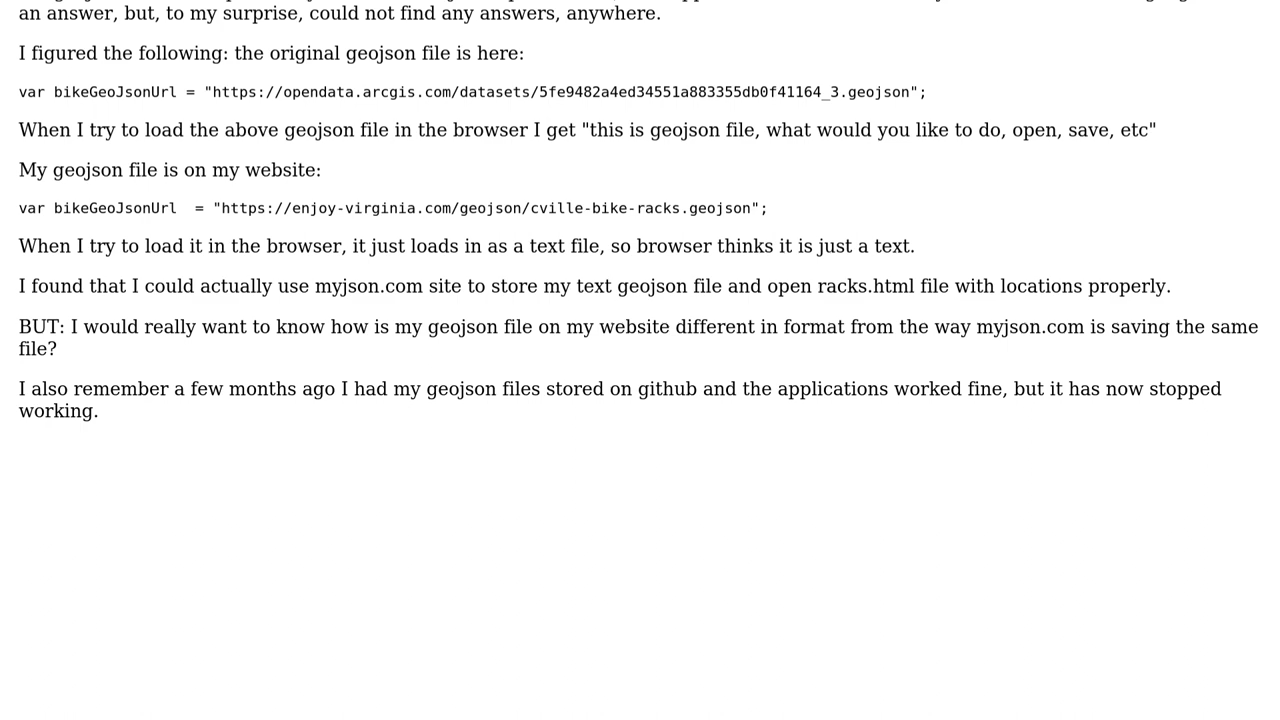 an answer, but, to my surprise, could not find any answers, anywhere.
I figured the following: the original geojson file is here:
var bikeGeoJsonUrl = "https://opendata.arcgis.com/datasets/5fe9482a4ed34551a883355db0f41164_3.geojson";
When I try to load the above geojson file in the browser I get "this is geojson file, what would you like to do, open, save, etc"
My geojson file is on my website:
var bikeGeoJsonUrl  = "https://enjoy-virginia.com/geojson/cville-bike-racks.geojson";
When I try to load it in the browser, it just loads in as a text file, so browser thinks it is just a text.
I found that I could actually use myjson.com site to store my text geojson file and open racks.html file with locations properly.
BUT: I would really want to know how is my geojson file on my website different in format from the way myjson.com is saving the same
file?
I also remember a few months ago I had my geojson files stored on github and the applications worked fine, but it has now stopped
working.